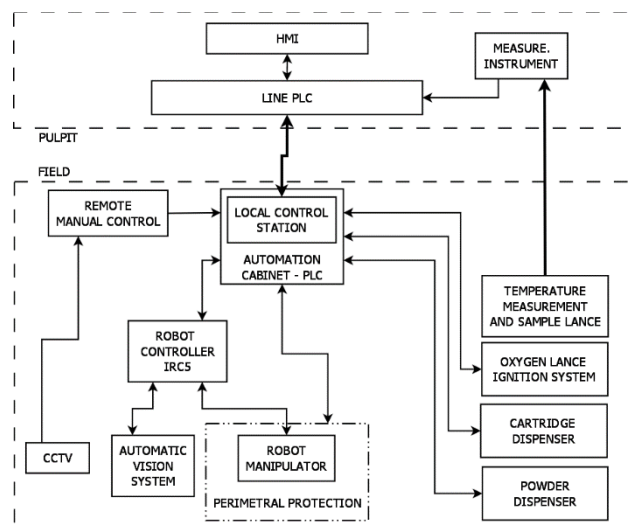 HMI
MEASURE.
INSTRUMENT
LINE PLC
PULPIT
FIELD
REMOTE
MANUAL CONTROL
LOCAL CONTROL
STATION
AUTOMATION
CABINET - PLC
TEMPERATURE
MEASUREMENT
AND SAMPLE LANCE
ROBOT
CONTROLLER
IRC5
OXYGEN LANCE
IGNITION SYSTEM
CARTRIDGE
DISPENSER
CCTV
AUTOMATIC
VISION
SYSTEM
ROBOT
MANIPULATOR
PERIMETRAL PROTECTION
POWDER
DISPENSER